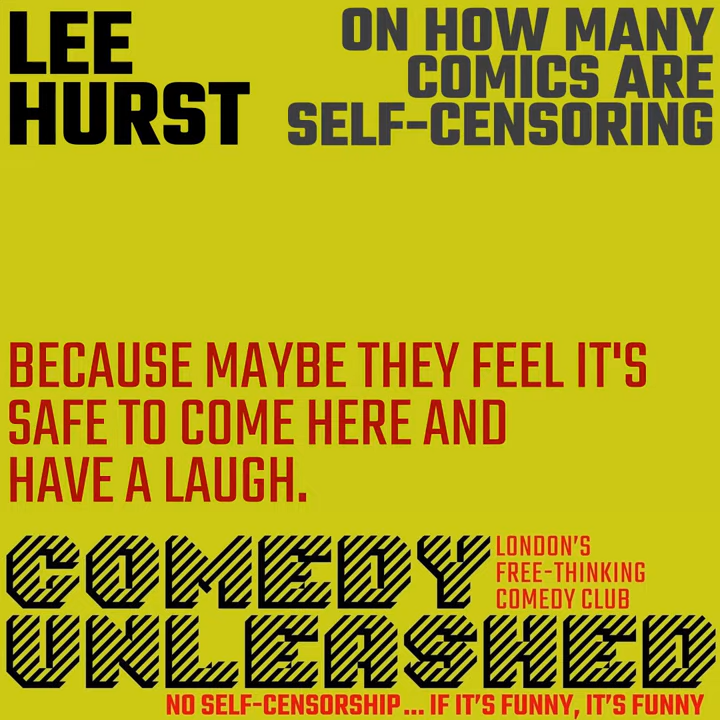 LEE
HURST
ON HOW MANY
COMICS ARE
SELF-CENSORING
BECAUSE MAYBE THEY FEEL IT'S
SAFE TO COME HERE AND
HAVE A LAUGH.
COMEDY
UNLEASHED
LONDON'S
FREE-THINKING
COMEDY CLUB
NO SELF-CENSORSHIP... IF IT'S FUNNY, IT'S FUNNY